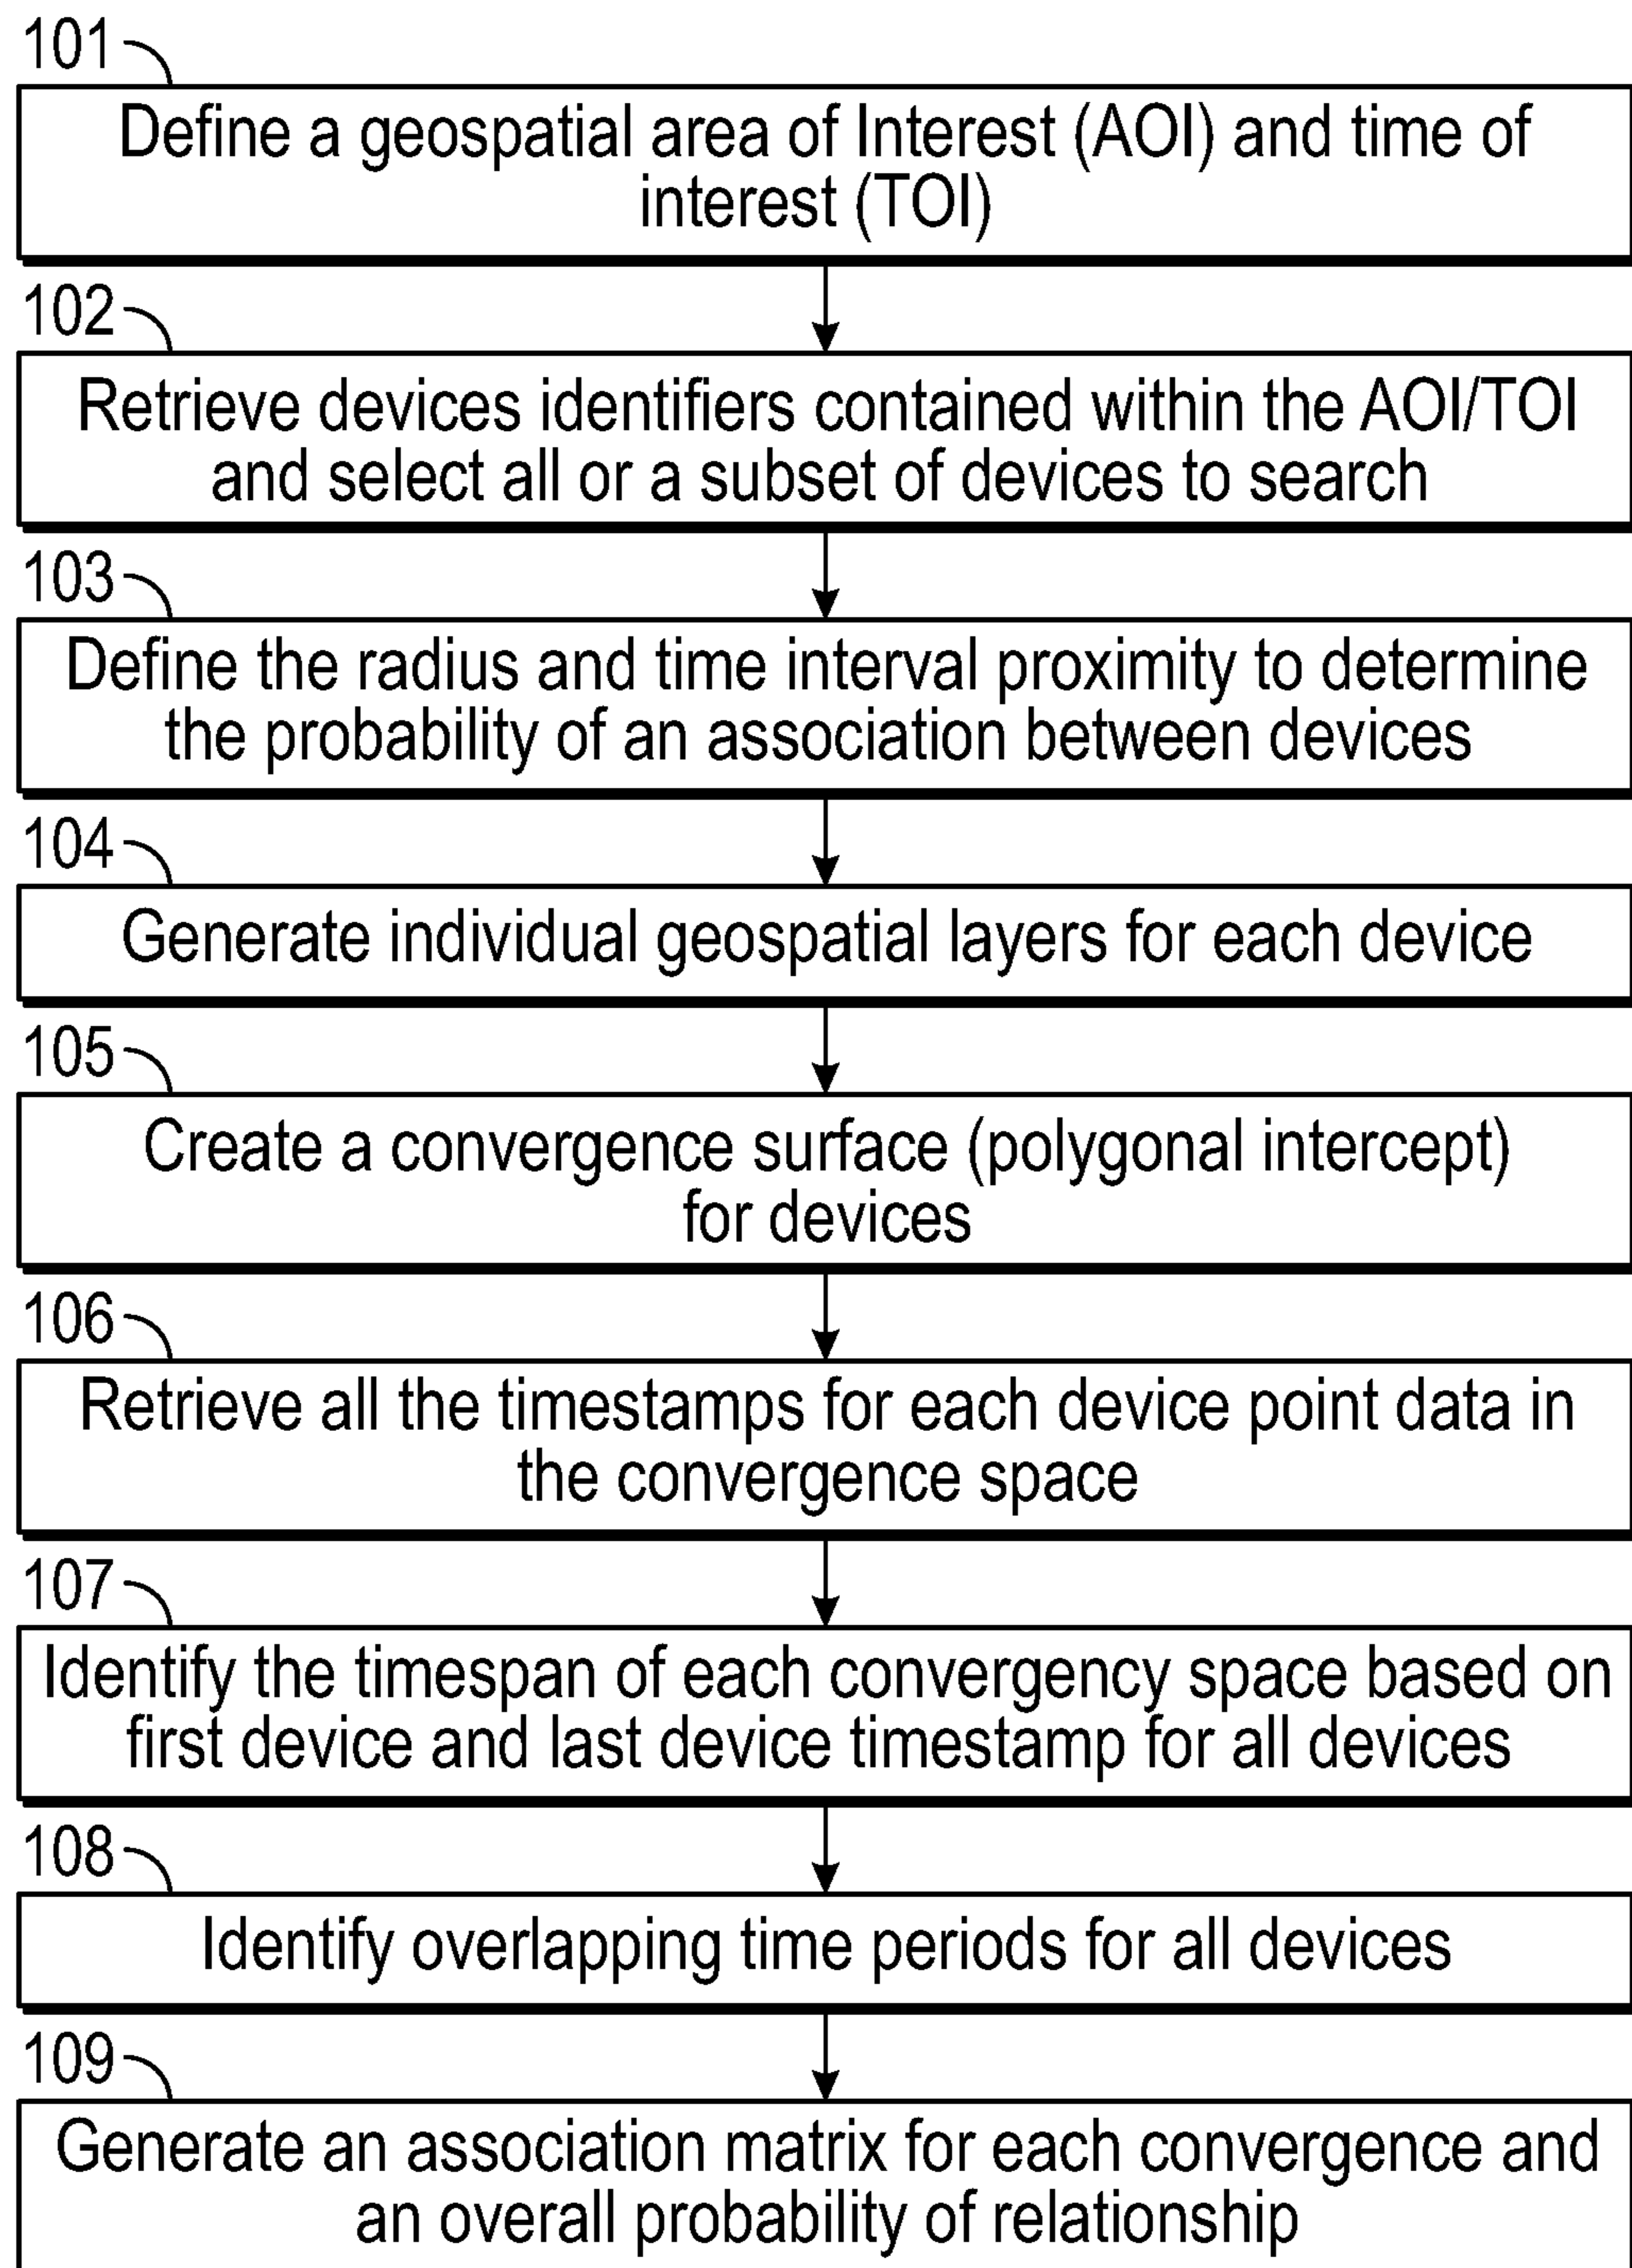 101
Define a geospatial area of Interest (AOI) and time of
interest (TOI)
102
Retrieve devices identifiers contained within the AOI/TOI
and select all or a subset of devices to search
103
Define the radius and time interval proximity to determine
the probability of an association between devices
104
Generate individual geospatial layers for each device
105
Create a convergence surface (polygonal intercept)
for devices
106
Retrieve all the timestamps for each device point data in
the convergence space
107
Identify the timespan of each convergency space based on
first device and last device timestamp for all devices
108
Identify overlapping time periods for all devices
109
Generate an association matrix for each convergence and
an overall probability of relationship